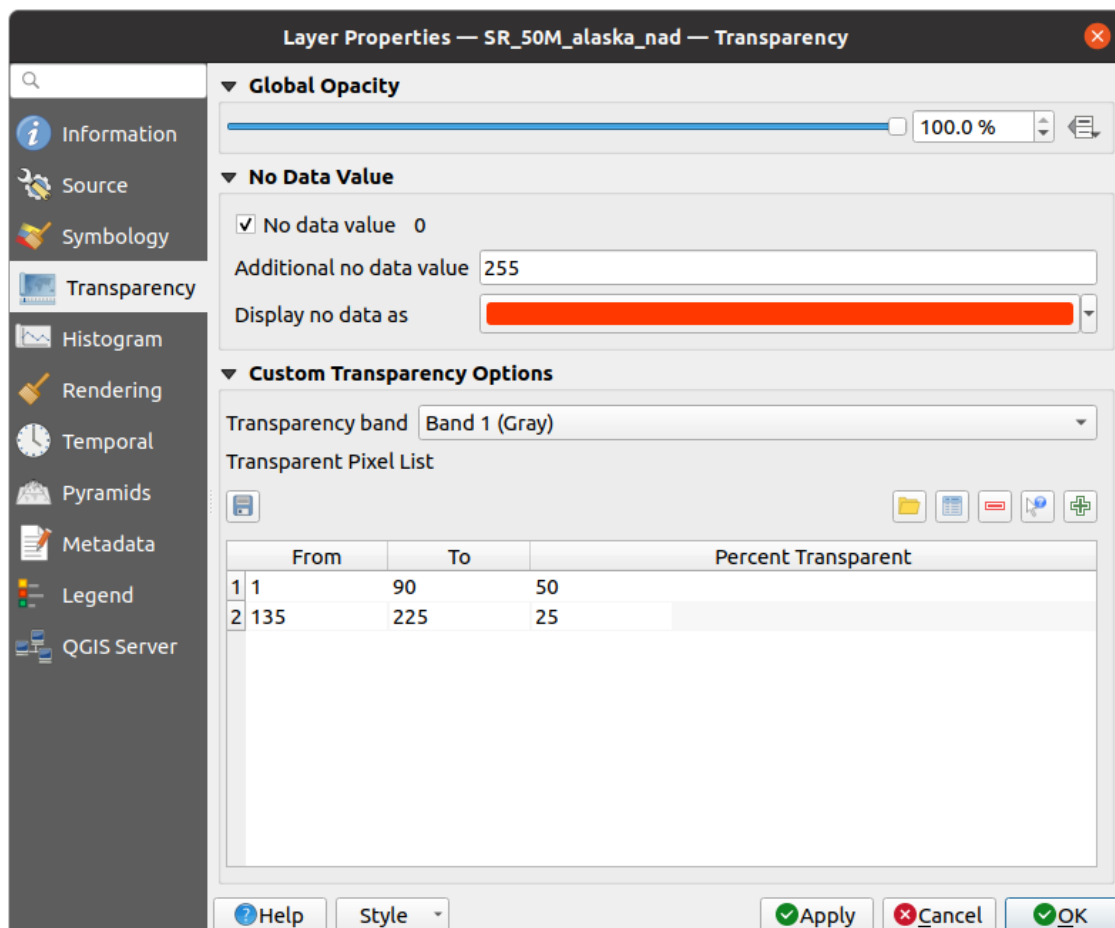 Layer Properties — SR_50M_alaska_nad — Transparency
Information
Source
Symbology
Transparency
Histogram
Rendering
Temporal
Pyramids
Metadata
Legend
QGIS Server
Global Opacity
100.0 %
No Data Value
No data value 0
Additional no data value 255
Display no data as
Custom Transparency Options
Transparency band Band 1 (Gray)
Transparent Pixel List
From To Percent Transparent
1 1 90 50
2 135 225 25
Help Style Apply Cancel OK